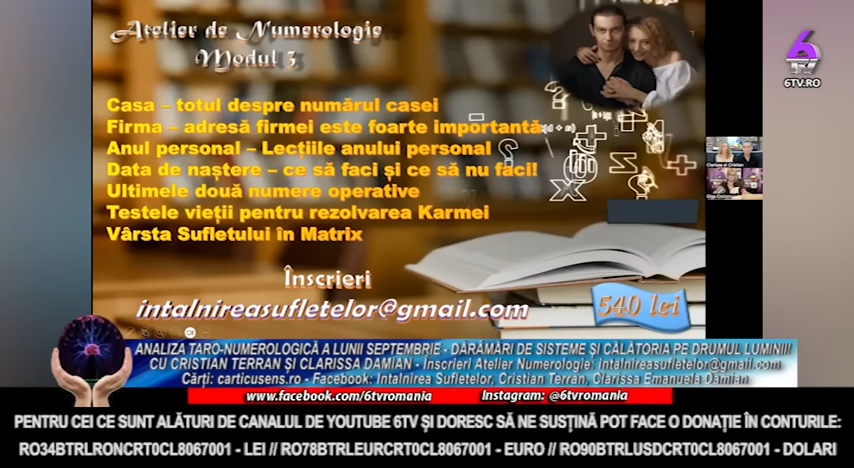 Atelier de Numerologie
Modul 3
6TV.RO
Casa – totul despre numărul casei
Firma – adresă firmei este foarte importantă
Anul personal – Lecțiile anului personal
Data de naștere – ce să faci și ce să nu faci!
Ultimele două numere operative
Testele vieții pentru rezolvarea Karmei
Vârsta Sufletului în Matrix
Clarissa si Cristian
Înscrieri
intalnireasufletelor@gmail.com
540 lei
ANALIZA TARO-NUMEROLOGICĂ A LUNII SEPTEMBRIE - DĂRÂMĂRI DE SISTEME ȘI CĂLĂTORIA PE DRUMUL LUMINII!
CU CRISTIAN TERRAN ȘI CLARISSA DAMIAN - Înscrieri Atelier Numerologie: intalnireasufletelor@gmail.com
Cărți: carticusens.ro - Facebook: Intalnirea Sufletelor, Cristian Terran, Clarissa Emanuela Damian
www.facebook.com/6tvromania Instagram: @6tvromania
PENTRU CEI CE SUNT ALĂTURI DE CANALUL DE YOUTUBE 6TV ȘI DORESC SĂ NE SUSȚINĂ POT FACE O DONAȚIE ÎN CONTURILE:
RO34BTRLRONCRT0CL8067001 - LEI // RO78BTRLEURCRT0CL8067001 - EURO // RO90BTRLUSDCRT0CL8067001 - DOLARI